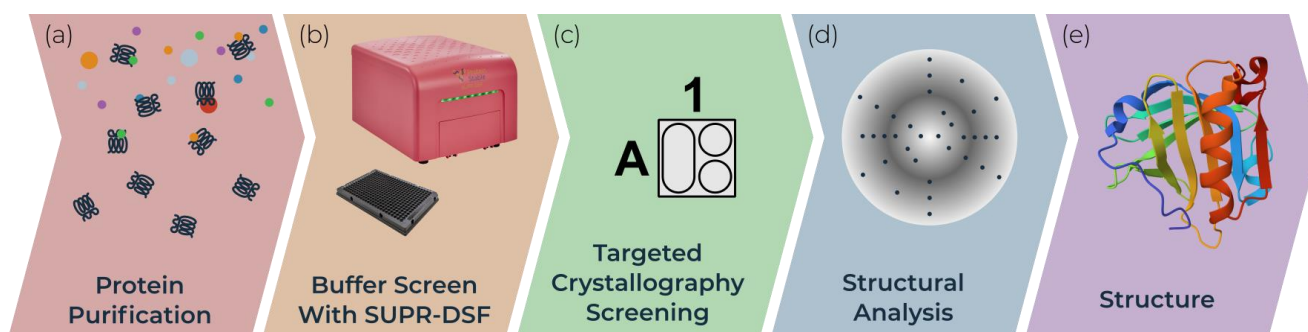 (a)
Protein
Purification
(b)
Buffer Screen
With SUPR-DSF
(c)
1
A
Targeted
Crystallography
Screening
(d)
Structural
Analysis
(e)
Structure